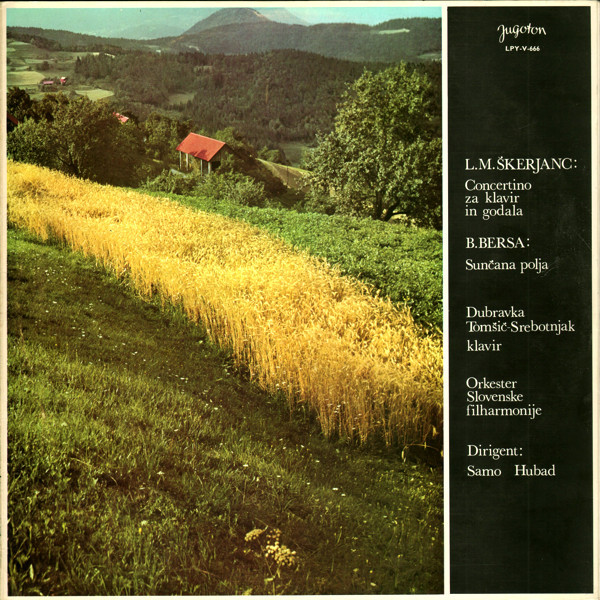 Jugoton
LPY-V-666
L.M.ŠKERJANC:
Concertino
za klavir
in godala
B.BERSA:
Sunčana polja
Dubravka
Tomšič-Srebotnjak
klavir
Orkester
Slovenske
filharmonije
Dirigent:
Samo Hubad